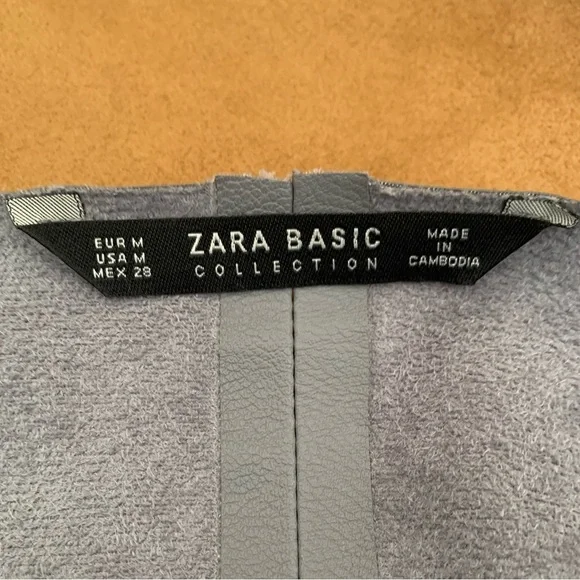 EUR M
USA M
MEX 28
ZARA BASIC
COLLECTION
MADE
IN
CAMBODIA